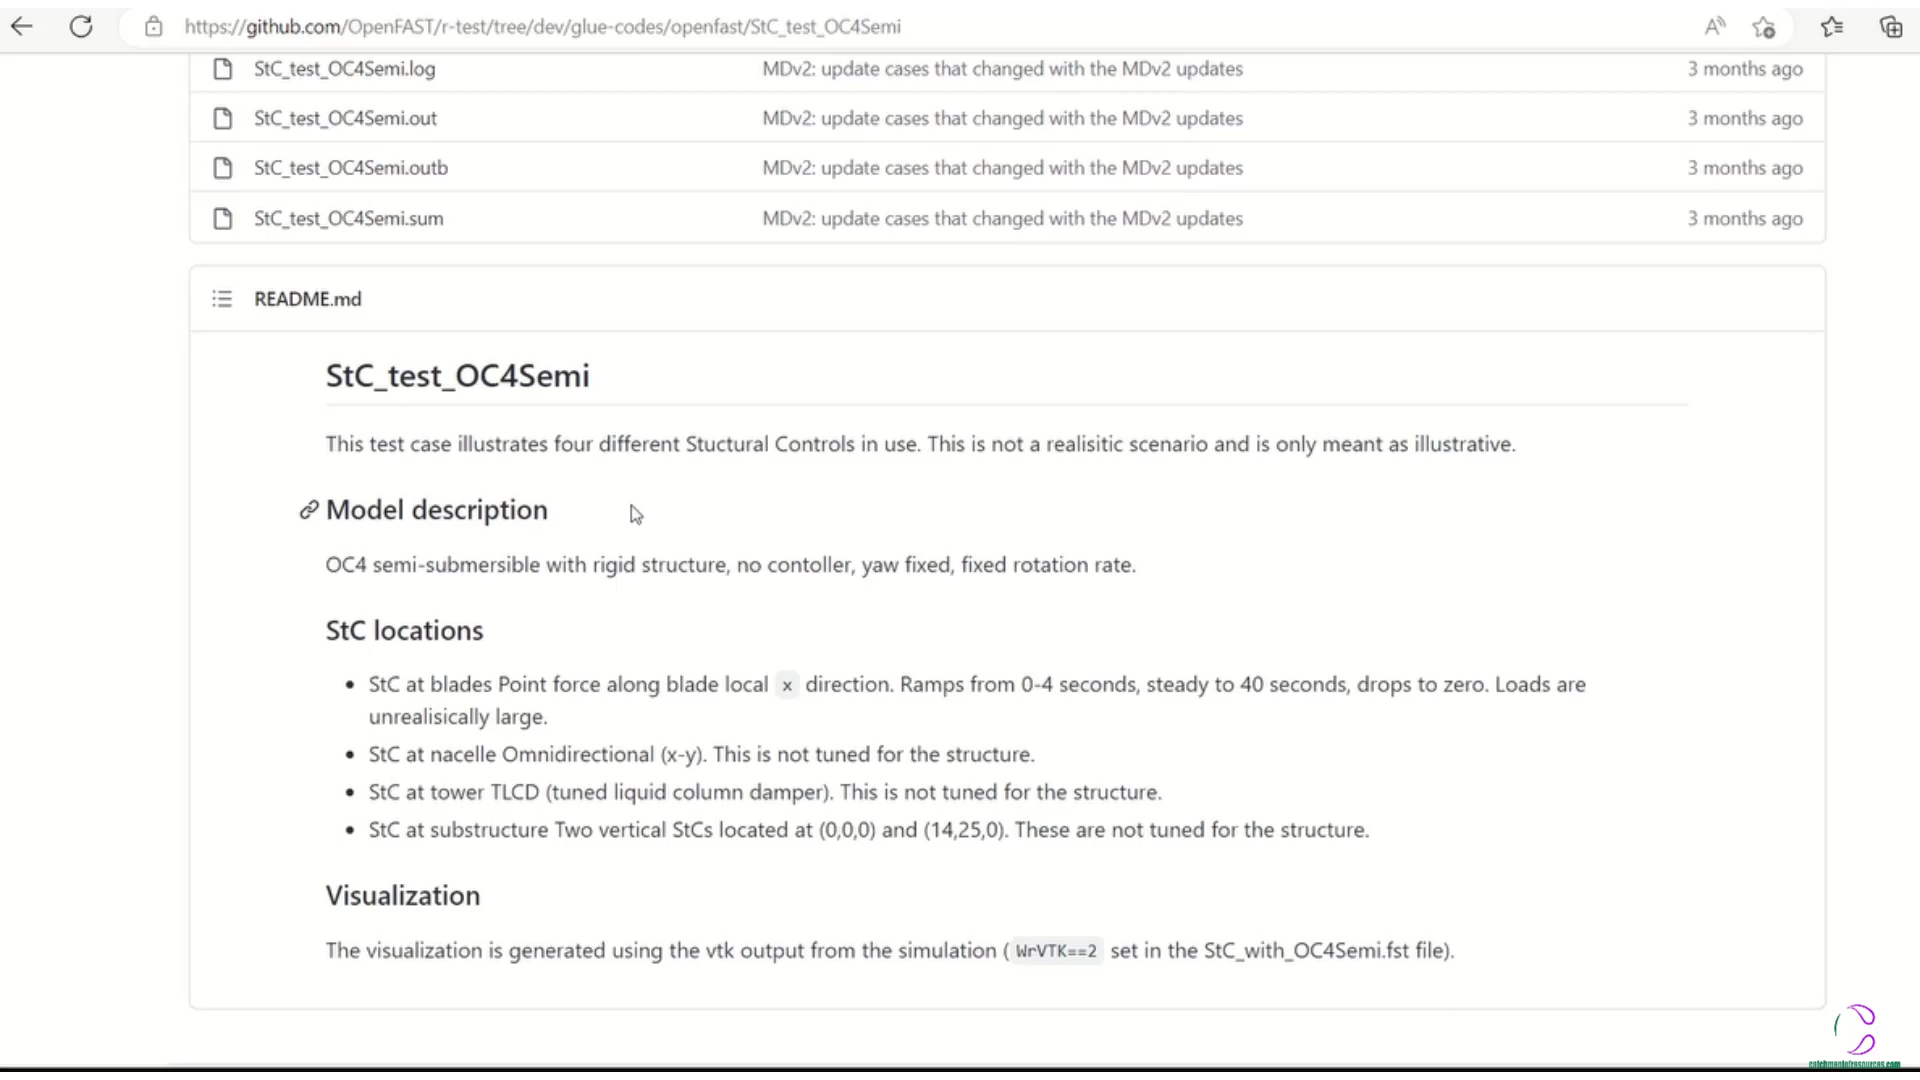 https://github.com/OpenFAST/r-test/tree/dev/glue-codes/openfast/StC_test_OC4Semi
StC_test_OC4Semi.log MDv2: update cases that changed with the MDv2 updates 3 months ago
StC_test_OC4Semi.out MDv2: update cases that changed with the MDv2 updates 3 months ago
StC_test_OC4Semi.outb MDv2: update cases that changed with the MDv2 updates 3 months ago
StC_test_OC4Semi.sum MDv2: update cases that changed with the MDv2 updates 3 months ago
README.md
StC_test_OC4Semi
This test case illustrates four different Stuctural Controls in use. This is not a realisitic scenario and is only meant as illustrative.
Model description
OC4 semi-submersible with rigid structure, no contoller, yaw fixed, fixed rotation rate.
StC locations
• StC at blades Point force along blade local x direction. Ramps from 0-4 seconds, steady to 40 seconds, drops to zero. Loads are
unrealisically large.
• StC at nacelle Omnidirectional (x-y). This is not tuned for the structure.
• StC at tower TLCD (tuned liquid column damper). This is not tuned for the structure.
• StC at substructure Two vertical StCs located at (0,0,0) and (14,25,0). These are not tuned for the structure.
Visualization
The visualization is generated using the vtk output from the simulation ( WrVTK==2 set in the StC_with_OC4Semi.fst file).